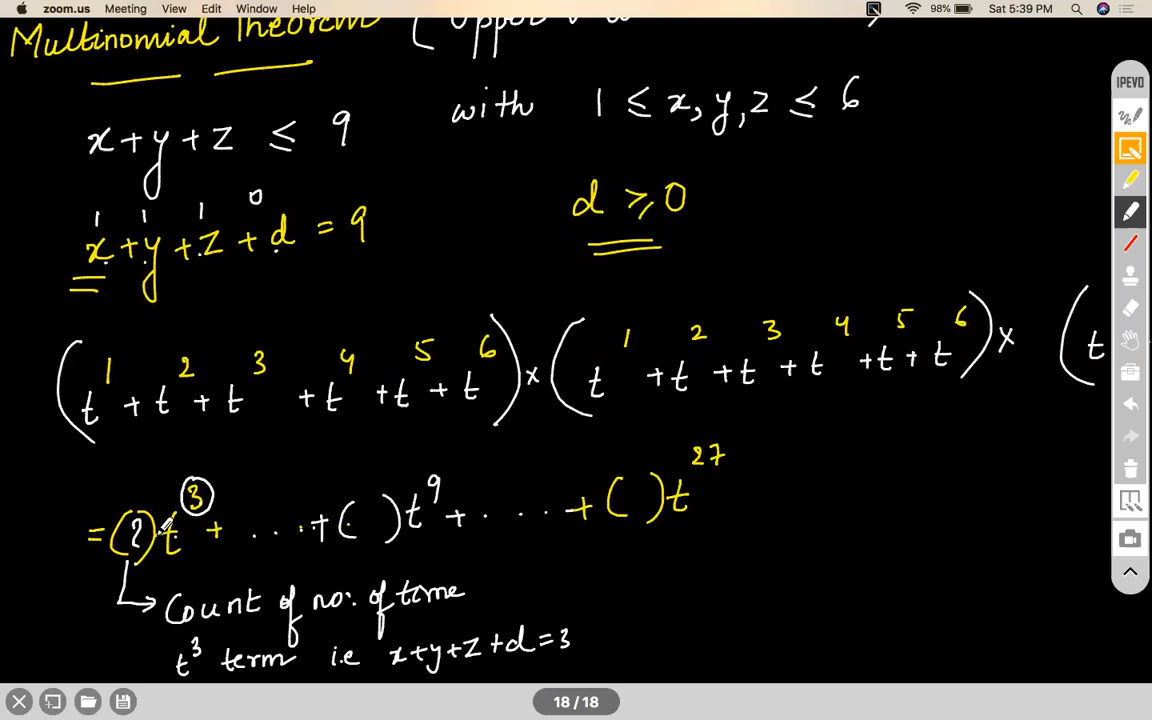 zoom.us Meeting View Edit Window Help 98% Sat 5:39 PM
Multinomial Theorem (Upper
x+y+z ≤ 9 with 1 ≤ x, y, z ≤ 6
1 1 1 0
x+y+z+d = 9 d ≥ 0
IPEVO
(t^1 + t^2 + t^3 + t^4 + t^5 + t^6) × (t^1 + t^2 + t^3 + t^4 + t^5 + t^6) × (t
= (?) t^3 + . . . . + ( ) t^9 + . . . . + ( ) t^27
→ Count of no: of time
t^3 term i.e x+y+z+d=3
18 / 18